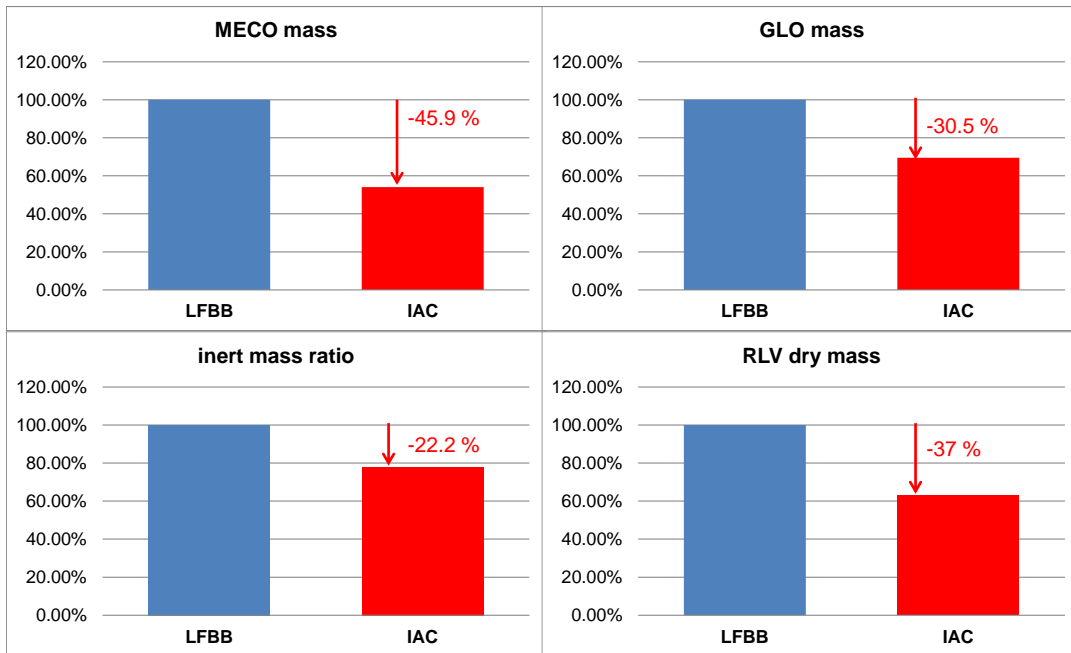 MECO mass
120.00%
100.00%
80.00%
60.00%
40.00%
20.00%
0.00%
-45.9 %
LFBB
IAC
GLO mass
120.00%
100.00%
80.00%
60.00%
40.00%
20.00%
0.00%
-30.5 %
LFBB
IAC
inert mass ratio
120.00%
100.00%
80.00%
60.00%
40.00%
20.00%
0.00%
-22.2 %
LFBB
IAC
RLV dry mass
120.00%
100.00%
80.00%
60.00%
40.00%
20.00%
0.00%
-37 %
LFBB
IAC